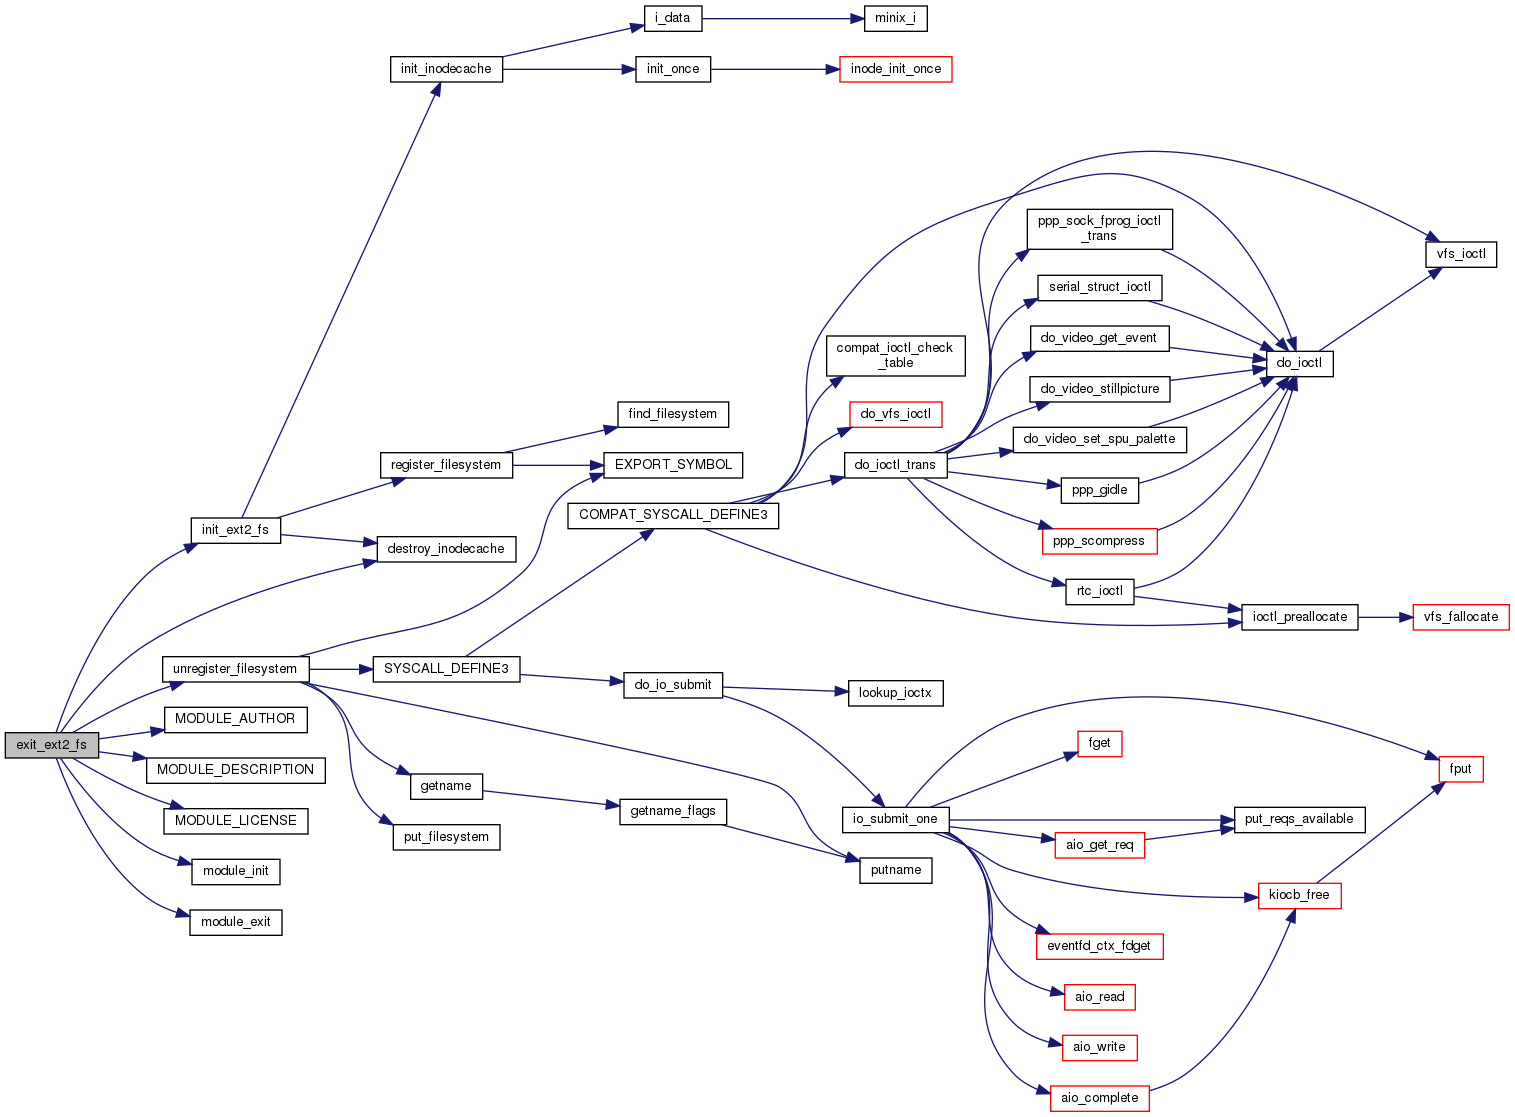 i_data
minix_i
init_inodecache
init_once
inode_init_once
ppp_sock_fprog_ioctl
_trans
vfs_ioctl
serial_struct_ioctl
do_video_get_event
compat_ioctl_check
_table
do_ioctl
do_video_stillpicture
find_filesystem
do_vfs_ioctl
do_video_set_spu_palette
register_filesystem
EXPORT_SYMBOL
do_ioctl_trans
ppp_gidle
COMPAT_SYSCALL_DEFINE3
init_ext2_fs
destroy_inodecache
ppp_scompress
rtc_ioctl
ioctl_preallocate
vfs_fallocate
unregister_filesystem
SYSCALL_DEFINE3
do_io_submit
lookup_ioctx
MODULE_AUTHOR
exit_ext2_fs
fget
MODULE_DESCRIPTION
fput
getname
getname_flags
MODULE_LICENSE
io_submit_one
put_reqs_available
put_filesystem
aio_get_req
module_init
putname
kiocb_free
module_exit
eventfd_ctx_fdget
aio_read
aio_write
aio_complete